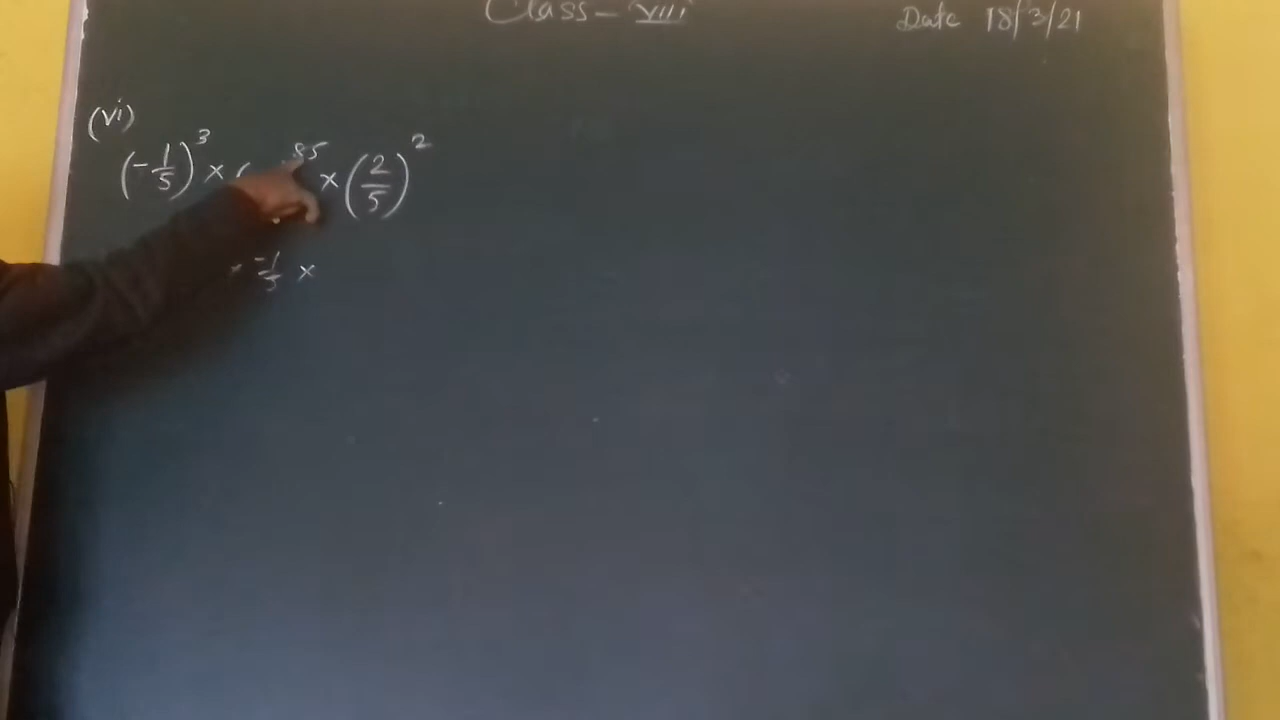 Class - VIII
Date 18/3/21
(vi)
(-1/5)^3 × ( × (2/5)^2
× -1/5 ×